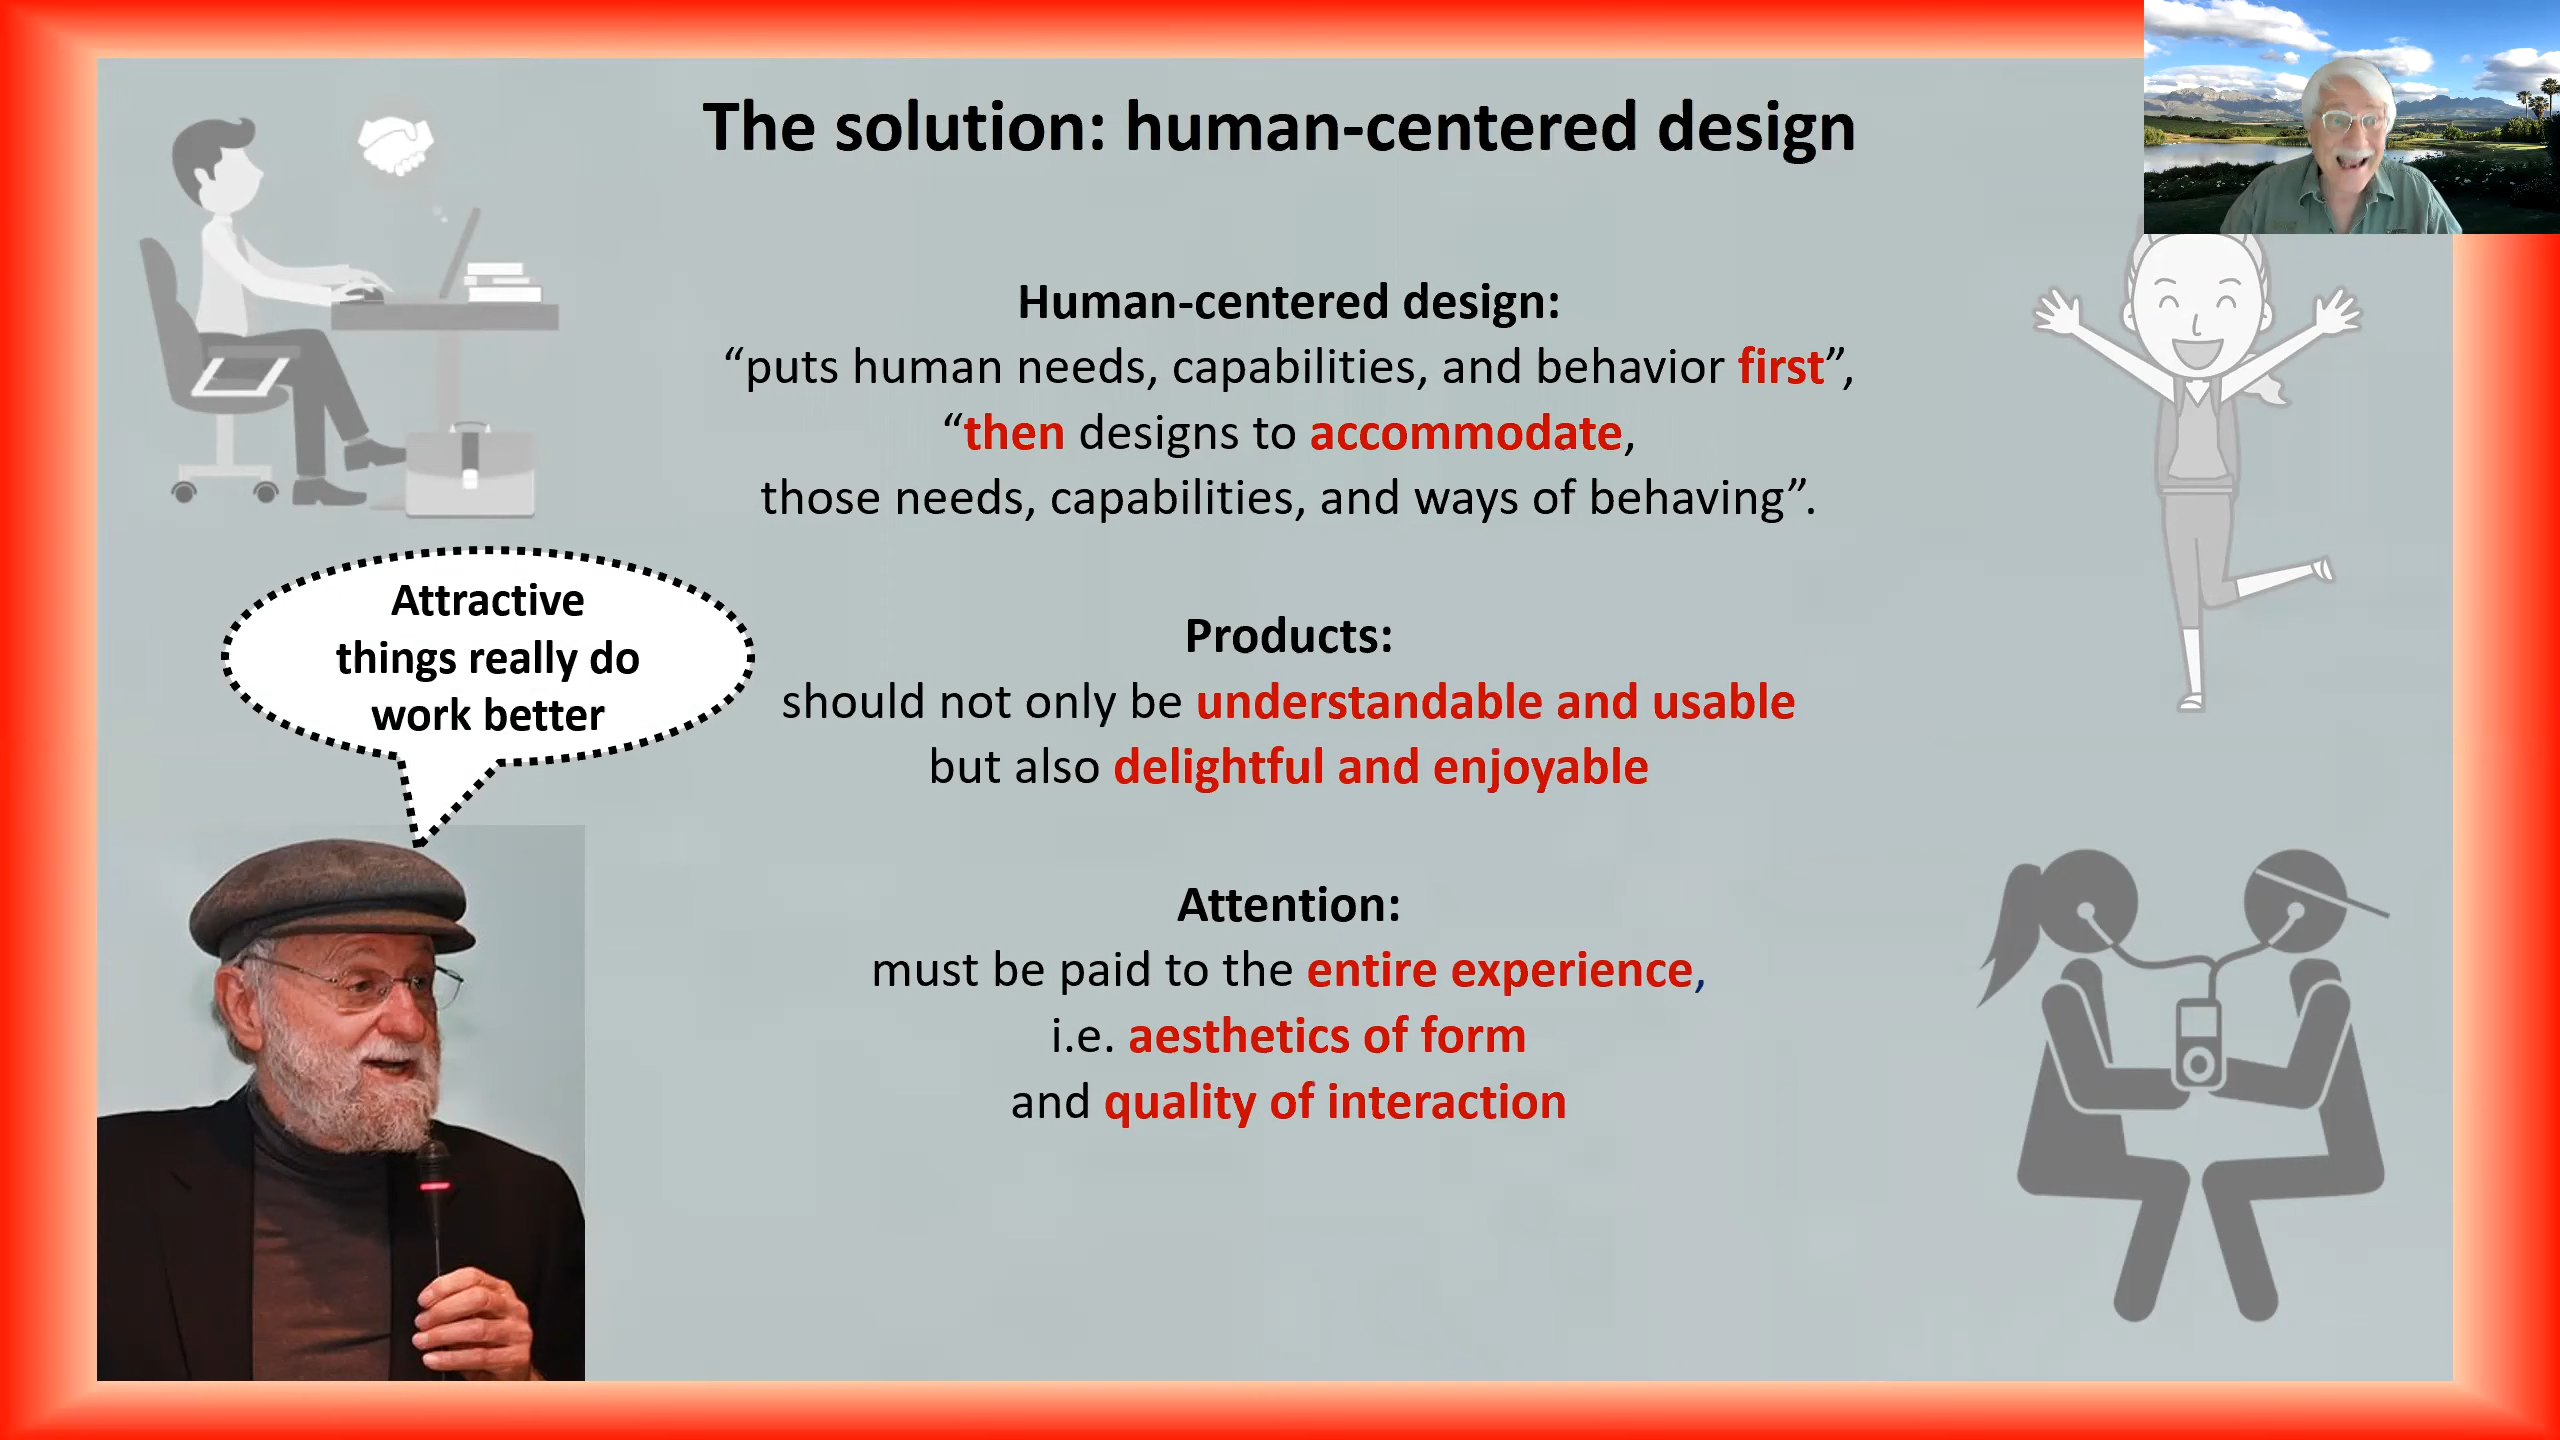 The solution: human-centered design
Human-centered design:
“puts human needs, capabilities, and behavior first”,
“then designs to accommodate,
those needs, capabilities, and ways of behaving”.
Attractive
things really do
work better
Products:
should not only be understandable and usable
but also delightful and enjoyable
Attention:
must be paid to the entire experience,
i.e. aesthetics of form
and quality of interaction